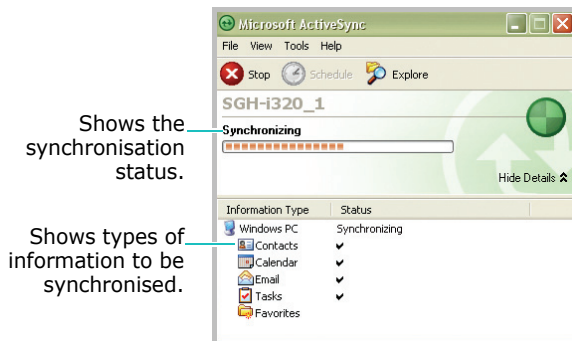 Microsoft ActiveSync
File View Tools Help
Stop Schedule Explore
SGH-i320_1
Synchronizing
Hide Details
Shows the
synchronisation
status.
Information Type Status
Windows PC Synchronizing
Contacts
Calendar
Email
Tasks
Favorites
Shows types of
information to be
synchronised.